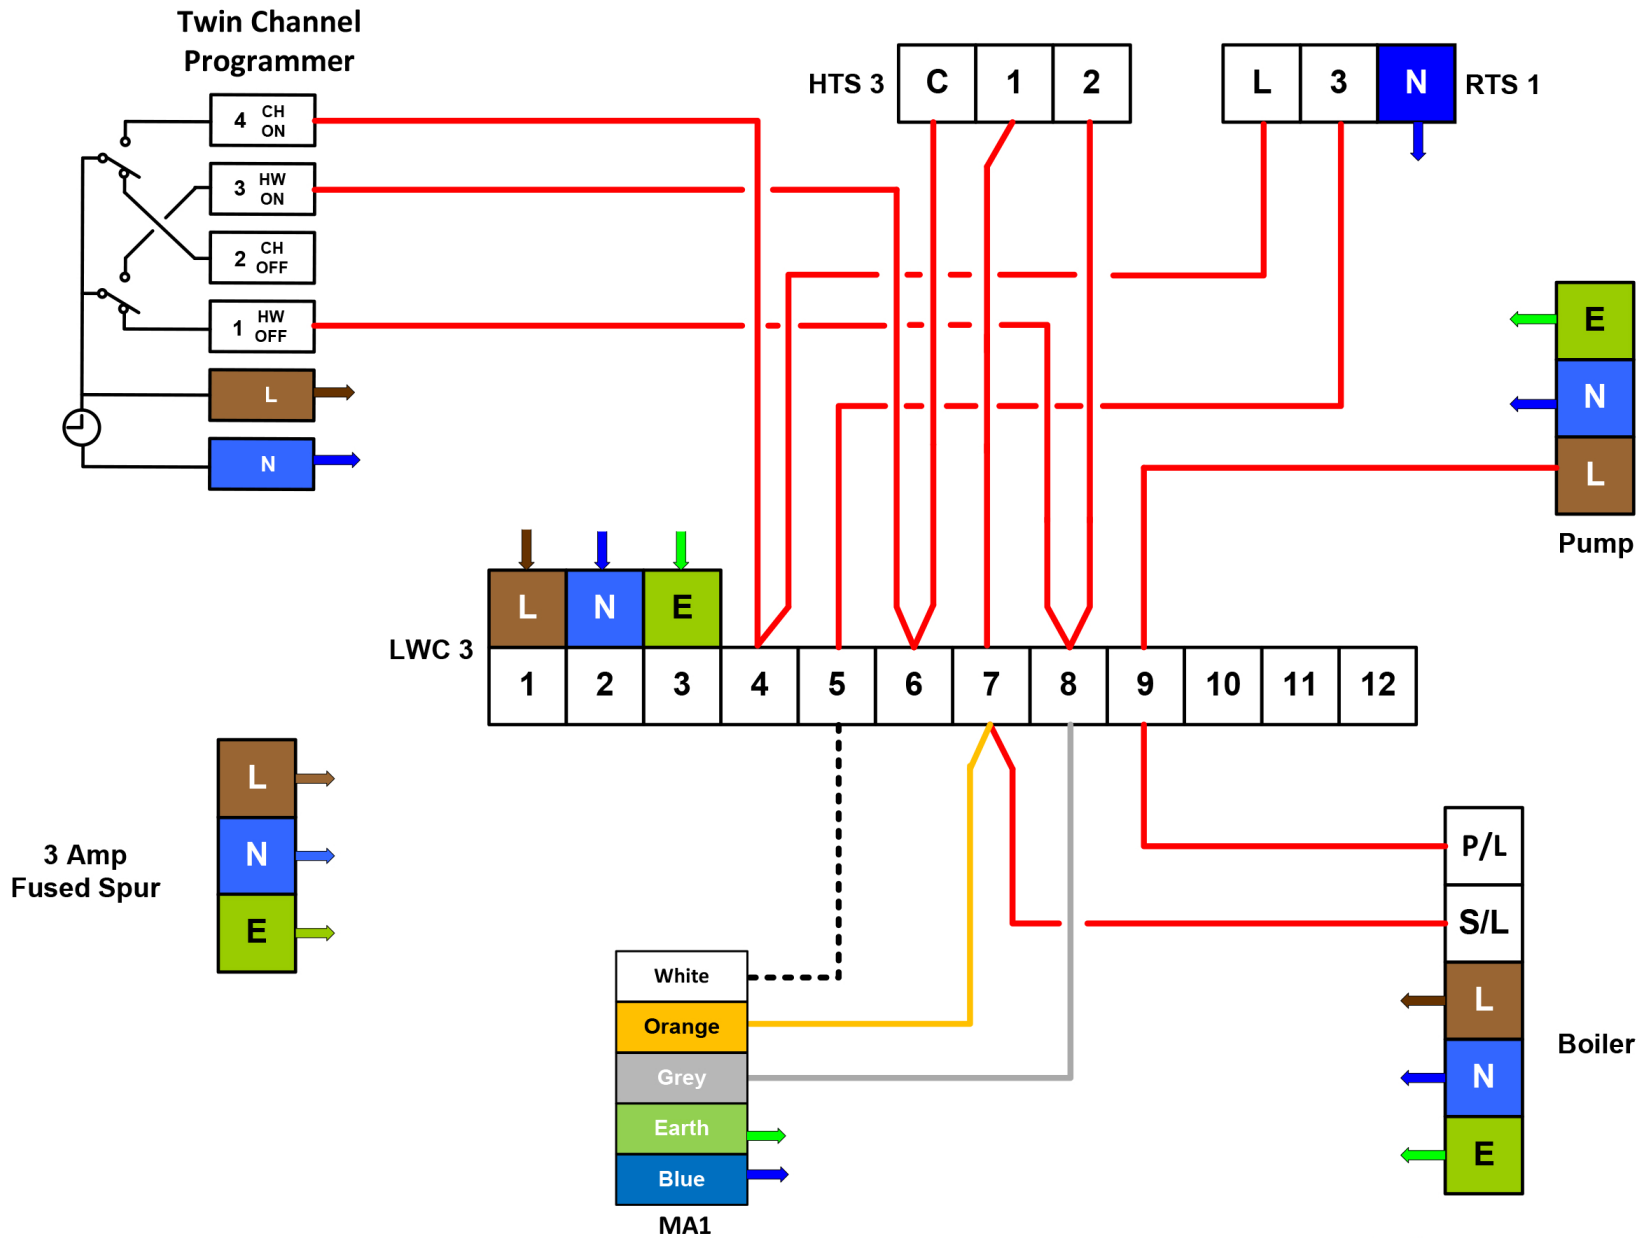 Twin Channel
Programmer
4 CH
ON
3 HW
ON
2 CH
OFF
1 HW
OFF
L
N
HTS 3
C 1 2
L 3 N
RTS 1
E
N
L
Pump
L N E
LWC 3
1 2 3 4 5 6 7 8 9 10 11 12
L
N
E
3 Amp
Fused Spur
White
Orange
Grey
Earth
Blue
MA1
P/L
S/L
L
N
E
Boiler